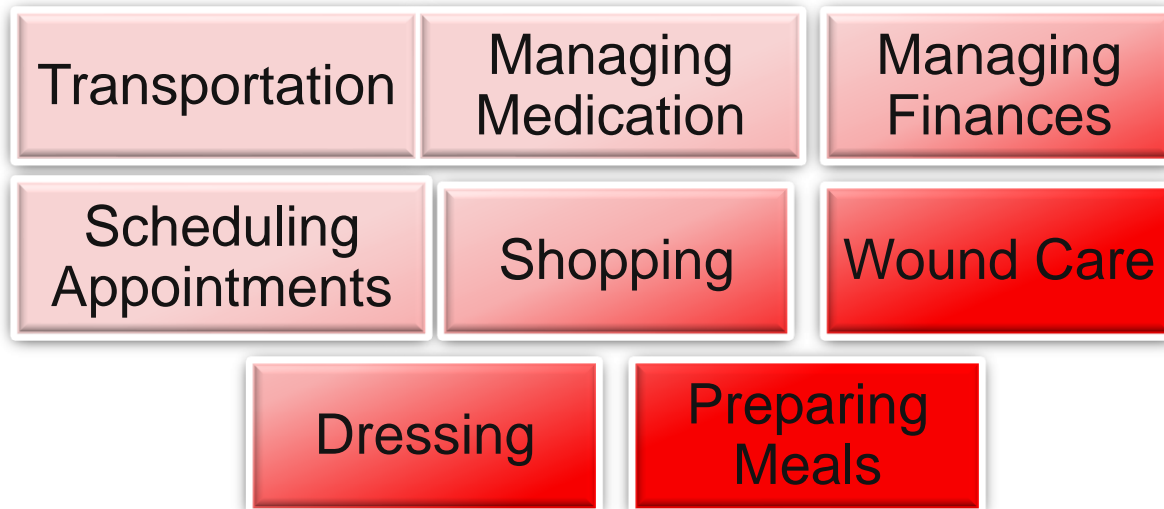 Transportation
Managing
Medication
Managing
Finances
Scheduling
Appointments
Shopping
Wound Care
Dressing
Preparing
Meals